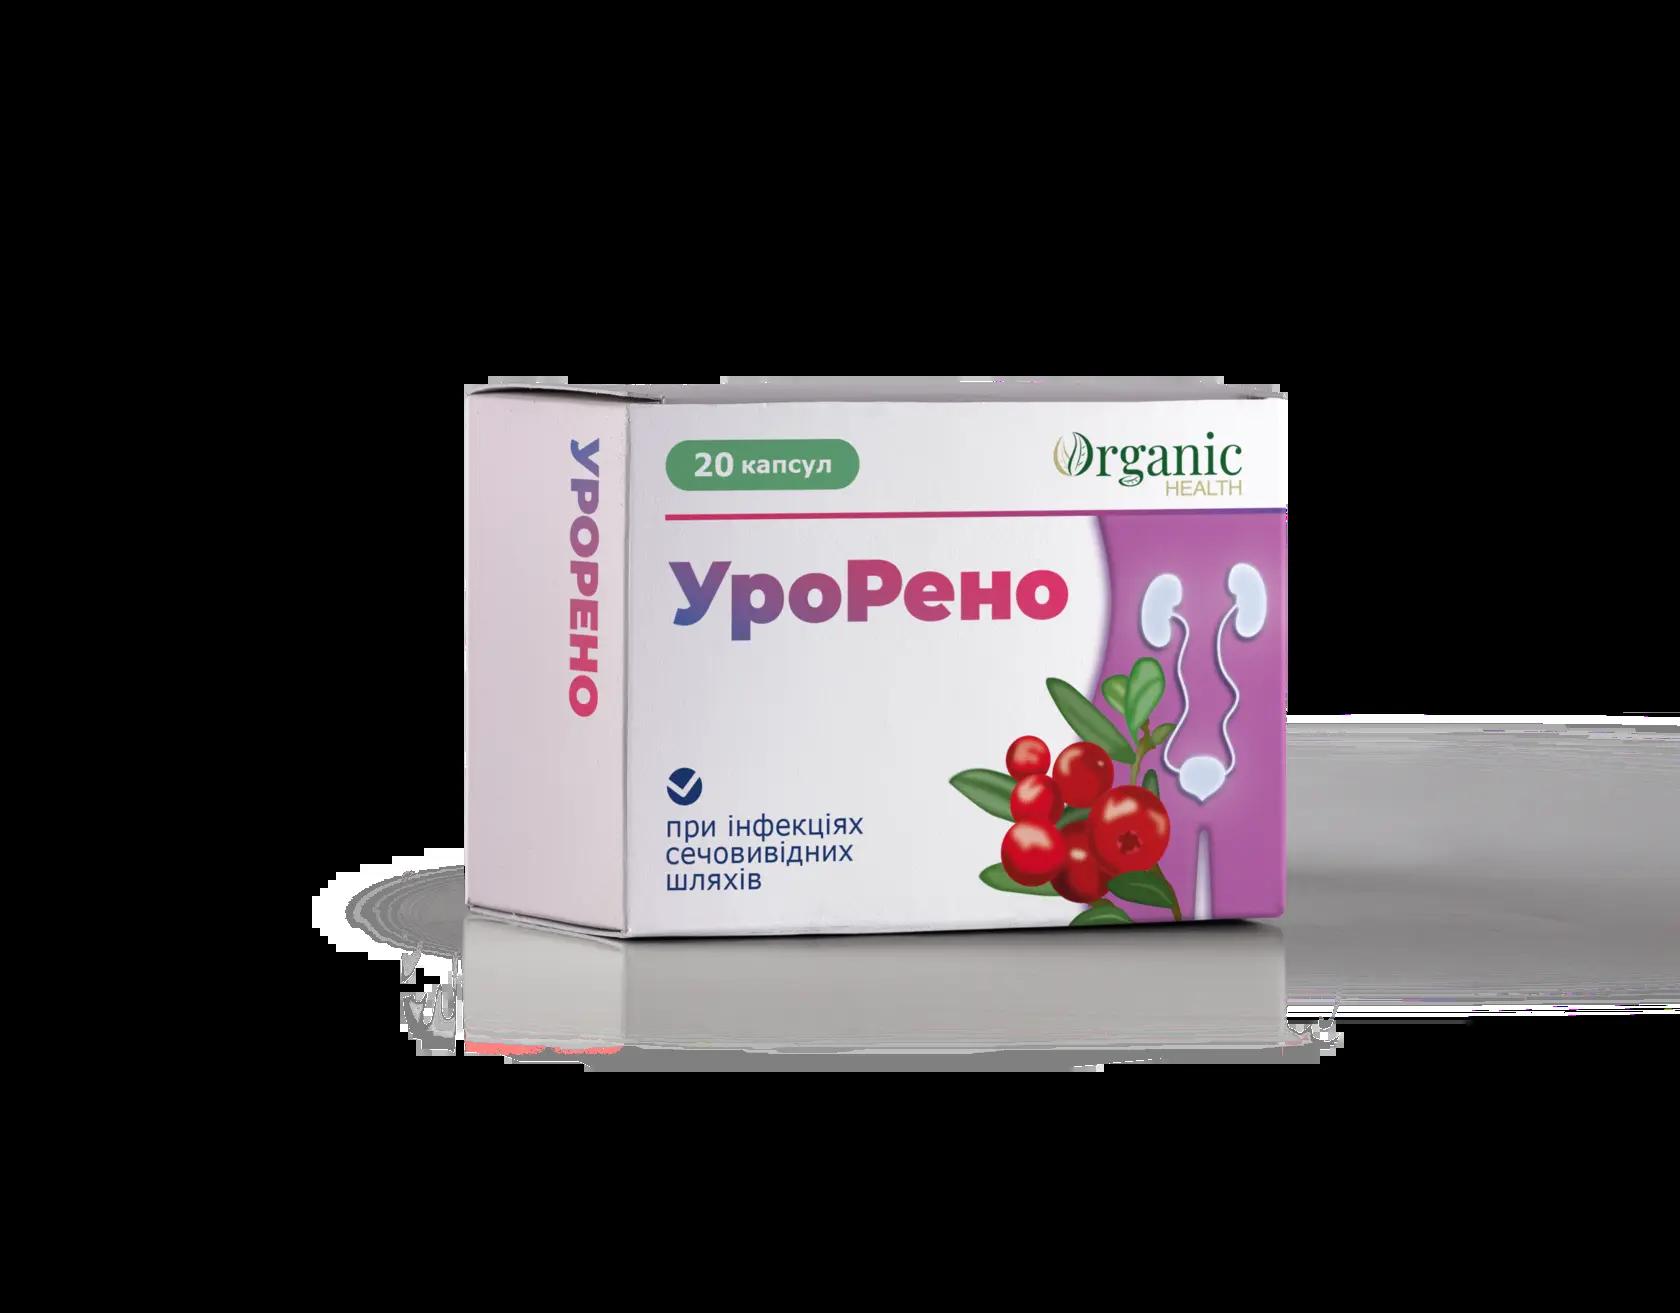 УРОРЕНО
20 капсул
Organic
HEALTH
УроРено
при інфекціях
сечовивідних
шляхів